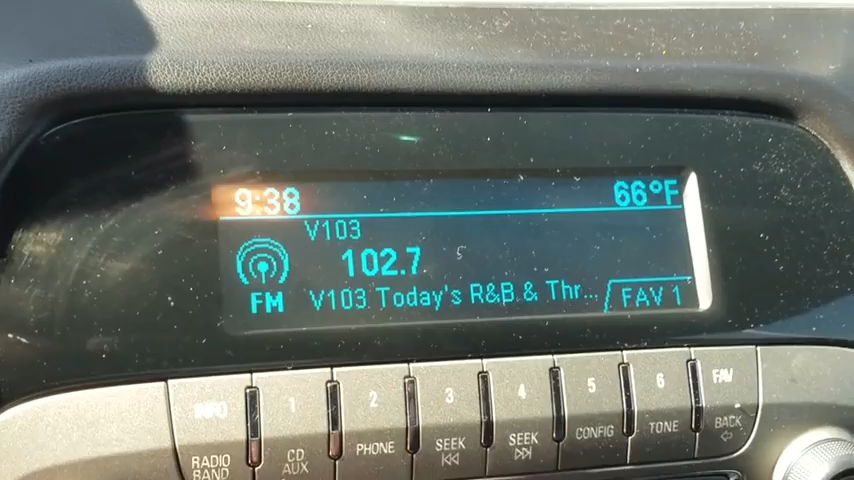 9:38 66°F
V103
102.7
FM V103 Today's R&B & Thr... FAV 1
INFO 1 2 3 4 5 6 FAV
RADIO BAND CD AUX PHONE SEEK SEEK CONFIG TONE BACK